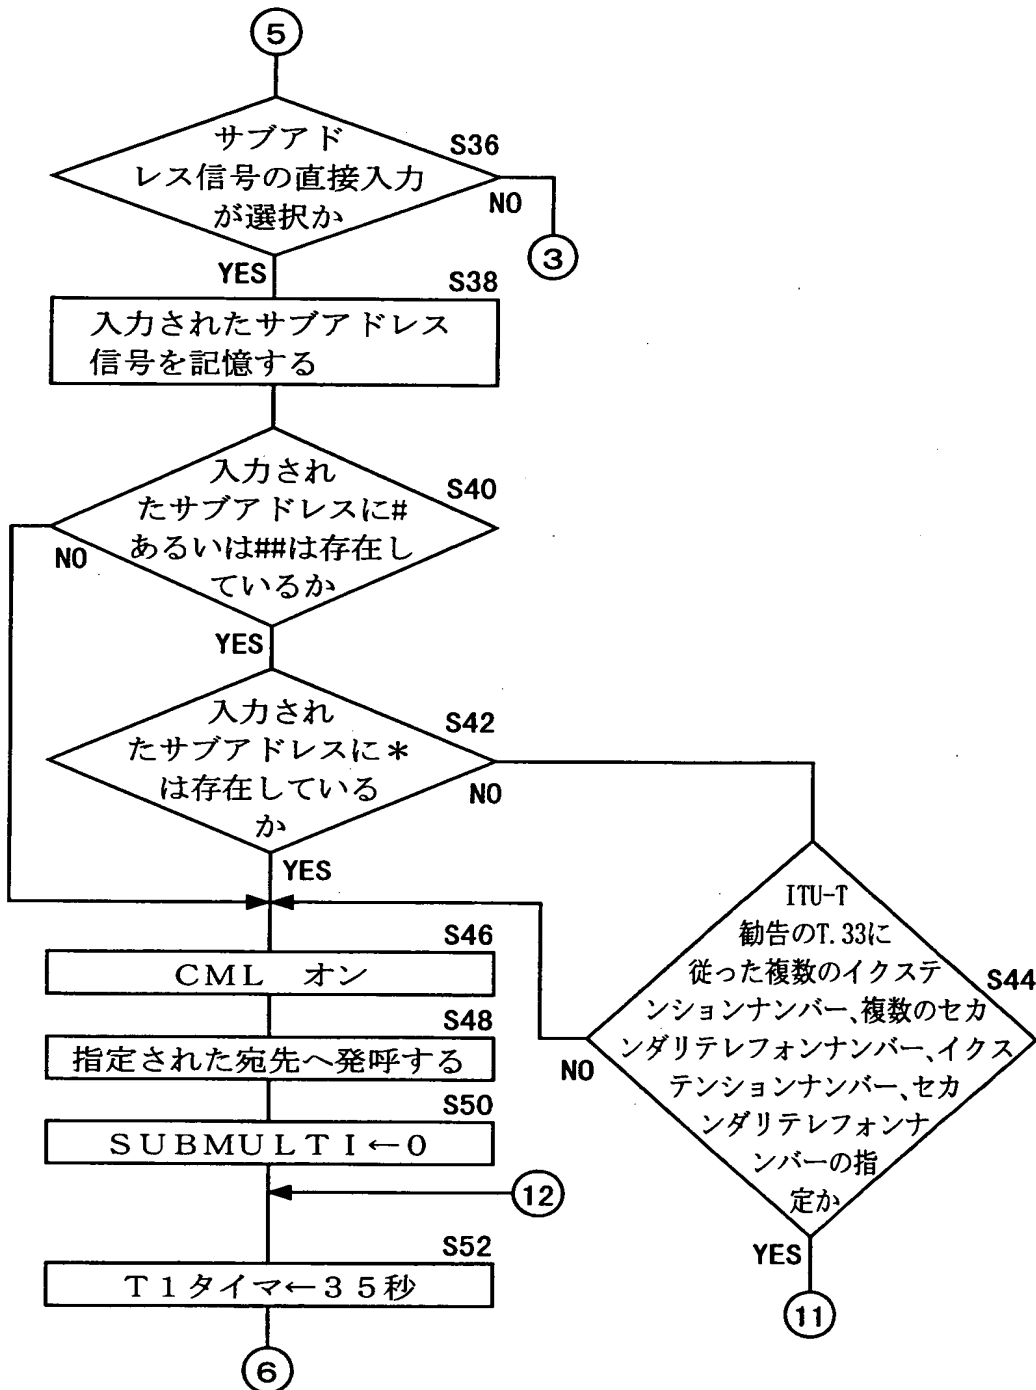 5
サブアド
レス信号の直接入力
が選択か
S36
NO
3
YES
S38
入力されたサブアドレス
信号を記憶する
入力され
たサブアドレスに#
あるいは##は存在し
ているか
S40
NO
YES
入力され
たサブアドレスに*
は存在している
か
S42
NO
YES
ITU-T
勧告のT.33に
従った複数のイクステ
ンションナンバー、複数のセカ
ンダリテレフォンナンバー、イクス
テンションナンバー、セカ
ンダリテレフォンナ
ンバーの指
定か
S44
NO
YES
11
S46
CML オン
S48
指定された宛先へ発呼する
S50
SUBMULTI←0
12
S52
T1タイマ←35秒
6